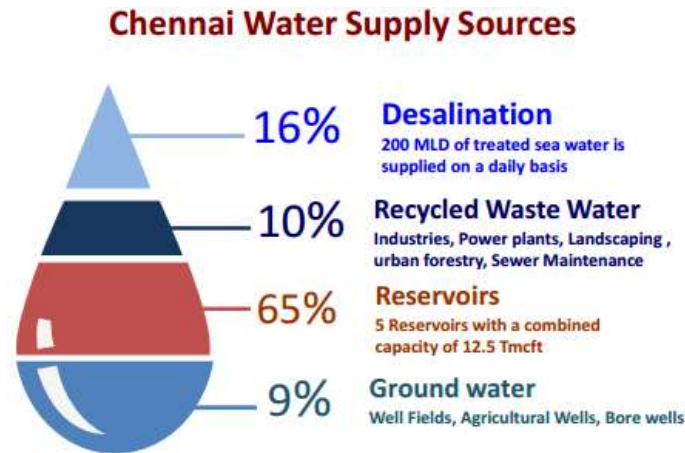 Chennai Water Supply Sources
16%
Desalination
200 MLD of treated sea water is
supplied on a daily basis
10%
Recycled Waste Water
Industries, Power plants, Landscaping ,
urban forestry, Sewer Maintenance
65%
Reservoirs
5 Reservoirs with a combined
capacity of 12.5 Tmcft
9%
Ground water
Well Fields, Agricultural Wells, Bore wells